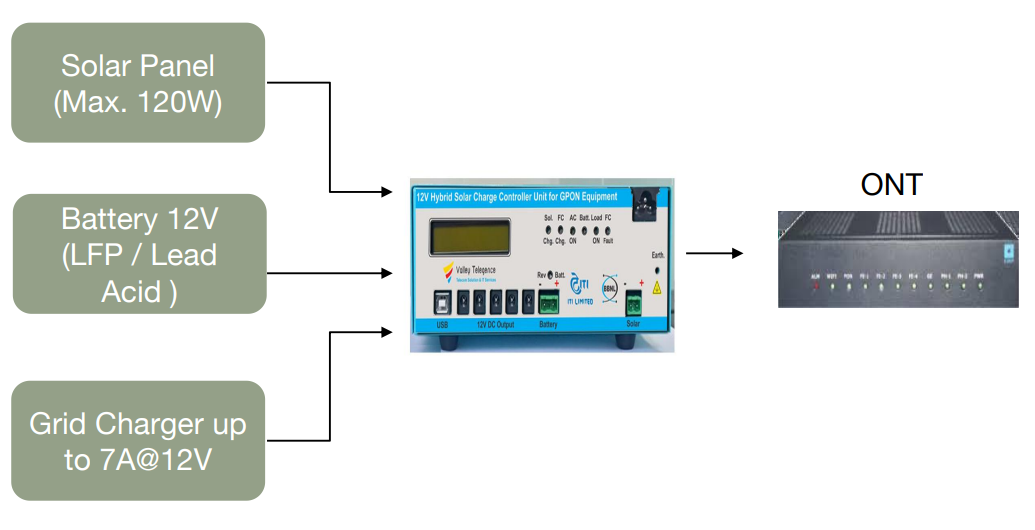 Solar Panel
(Max. 120W)
Battery 12V
(LFP / Lead
Acid )
Grid Charger up
to 7A@12V
12V Hybrid Solar Charge Controller Unit for GPON Equipment
Sol. FC AC Batt. Load FC
Chg. Chg. ON ON Fault
Earth.
Volley Telegence
Rev Batt.
- +
ITI
ITI LIMITED
BBNL
- +
USB 12V DC Output Battery Solar
ONT